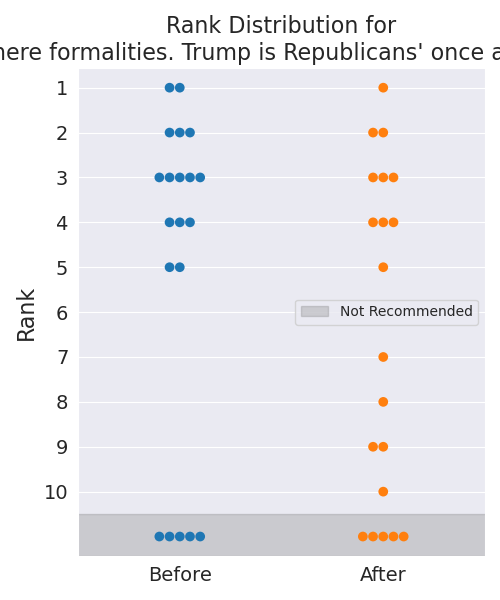 Rank Distribution for
here formalities. Trump is Republicans' once a
1
2
3
4
5
6
7
8
9
10
Rank
Not Recommended
Before
After